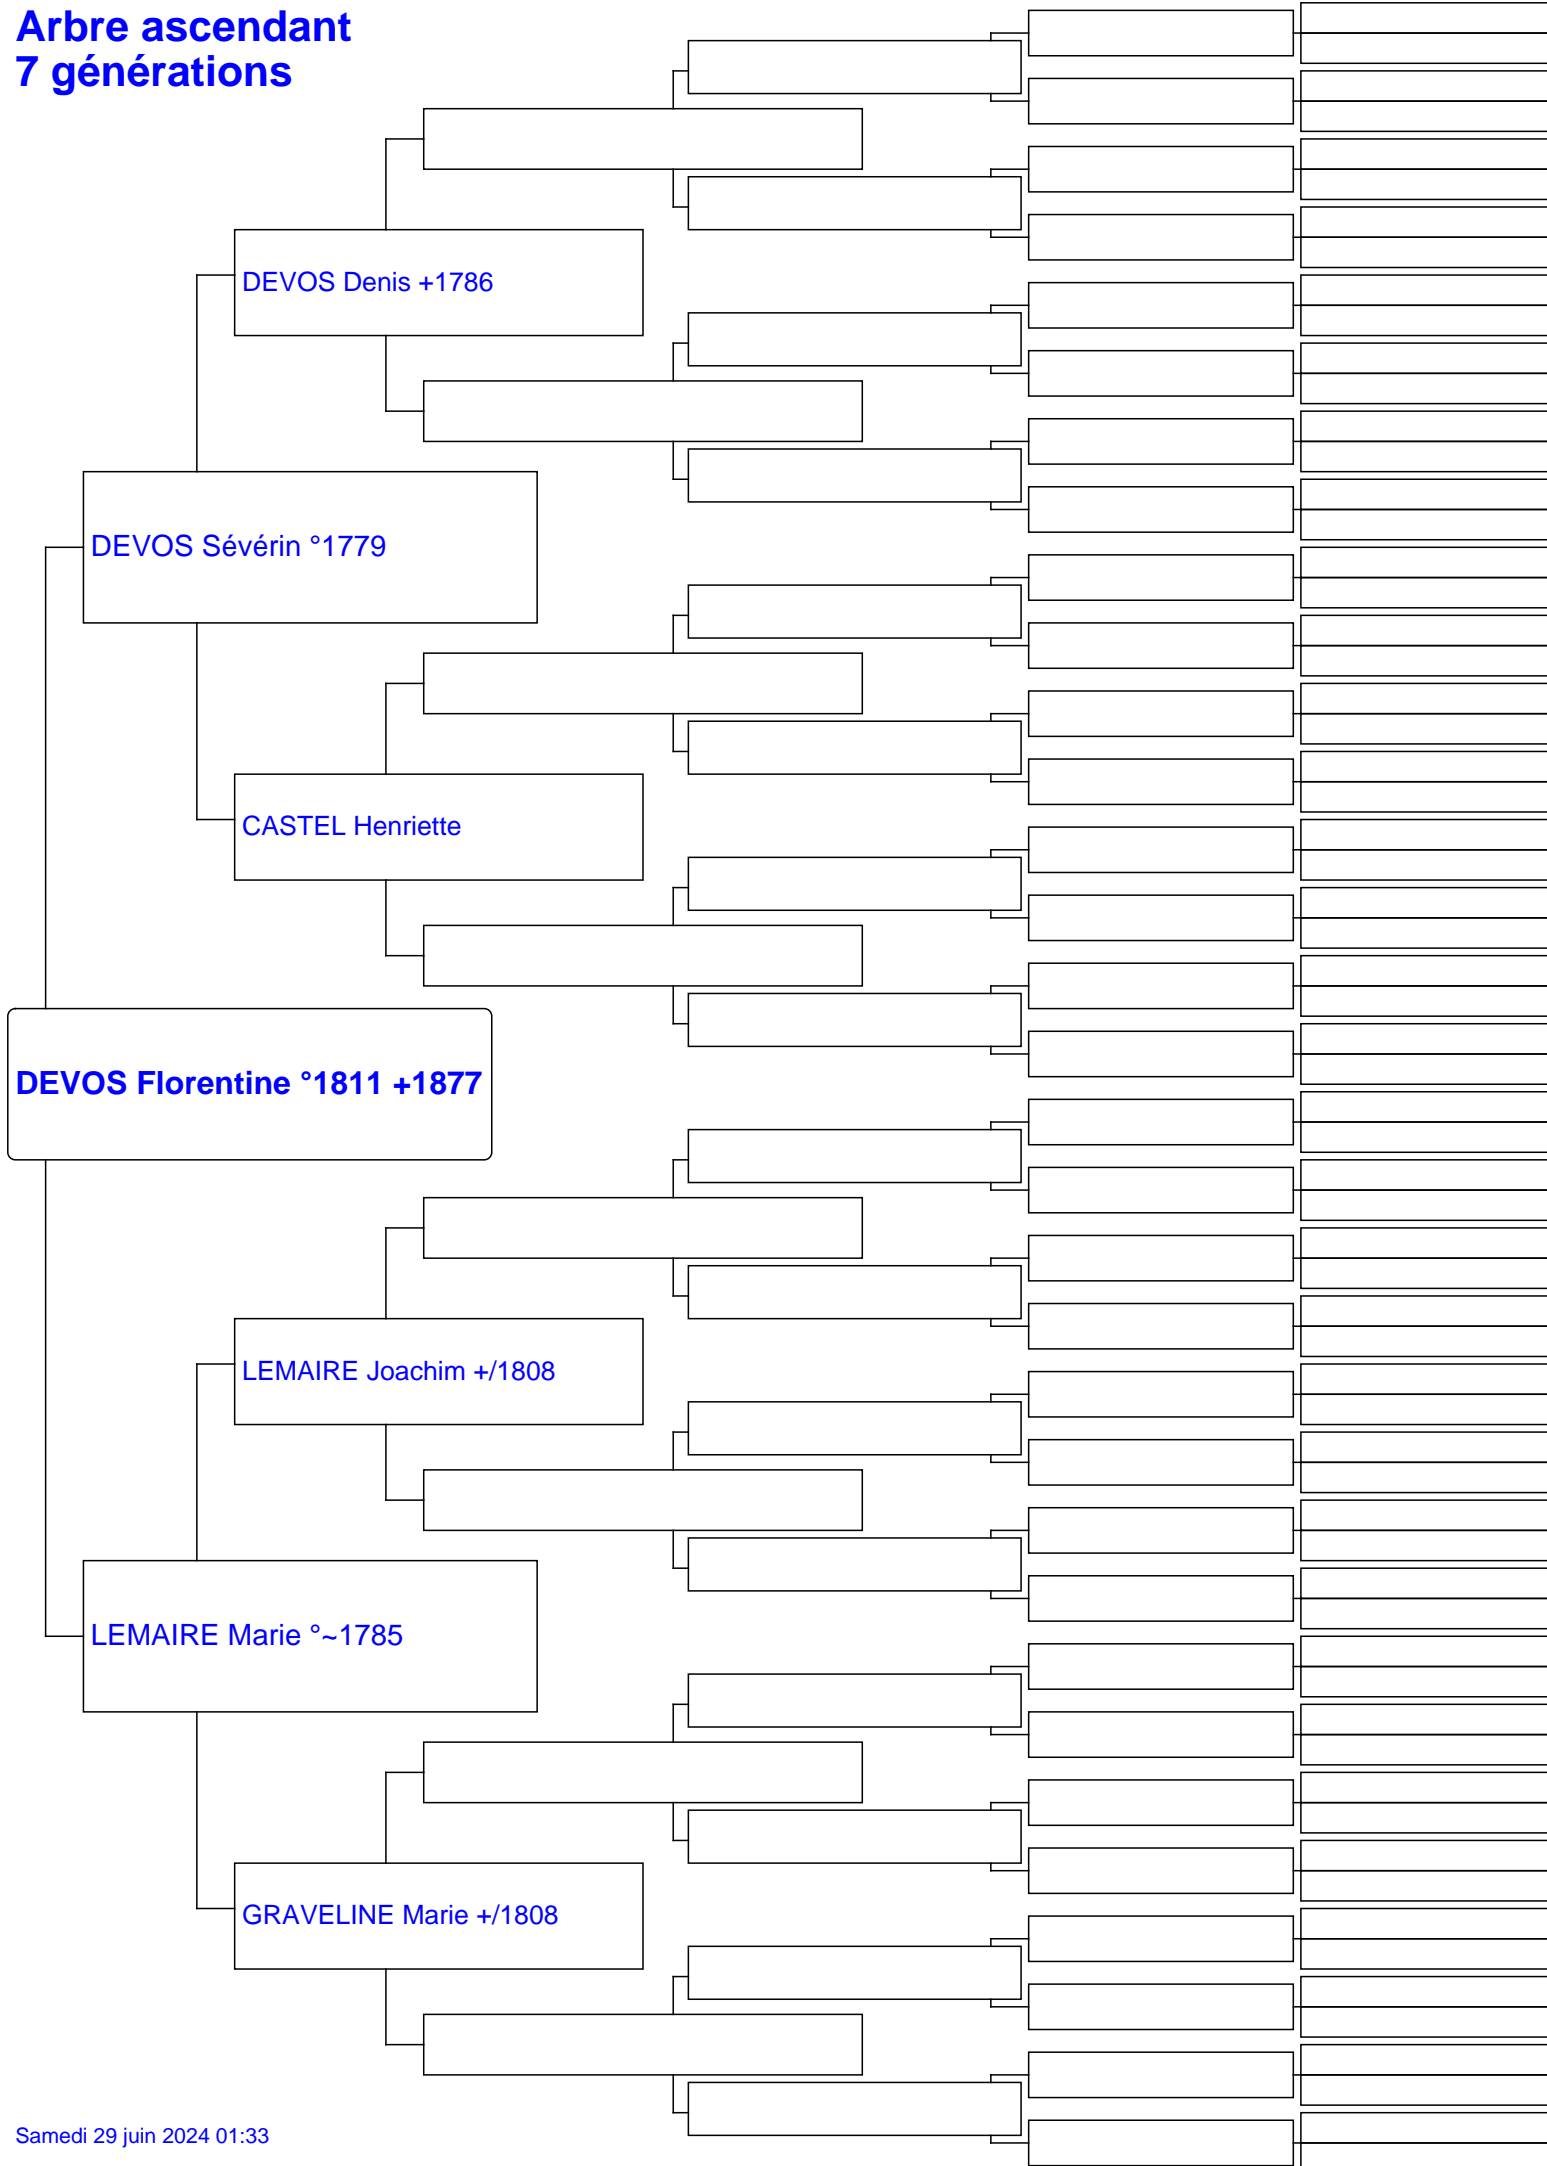 Arbre ascendant
7 générations
DEVOS Denis +1786
DEVOS Sévérin °1779
CASTEL Henriette
DEVOS Florentine °1811 +1877
LEMAIRE Joachim +/1808
LEMAIRE Marie °~1785
GRAVELINE Marie +/1808
Samedi 29 juin 2024 01:33